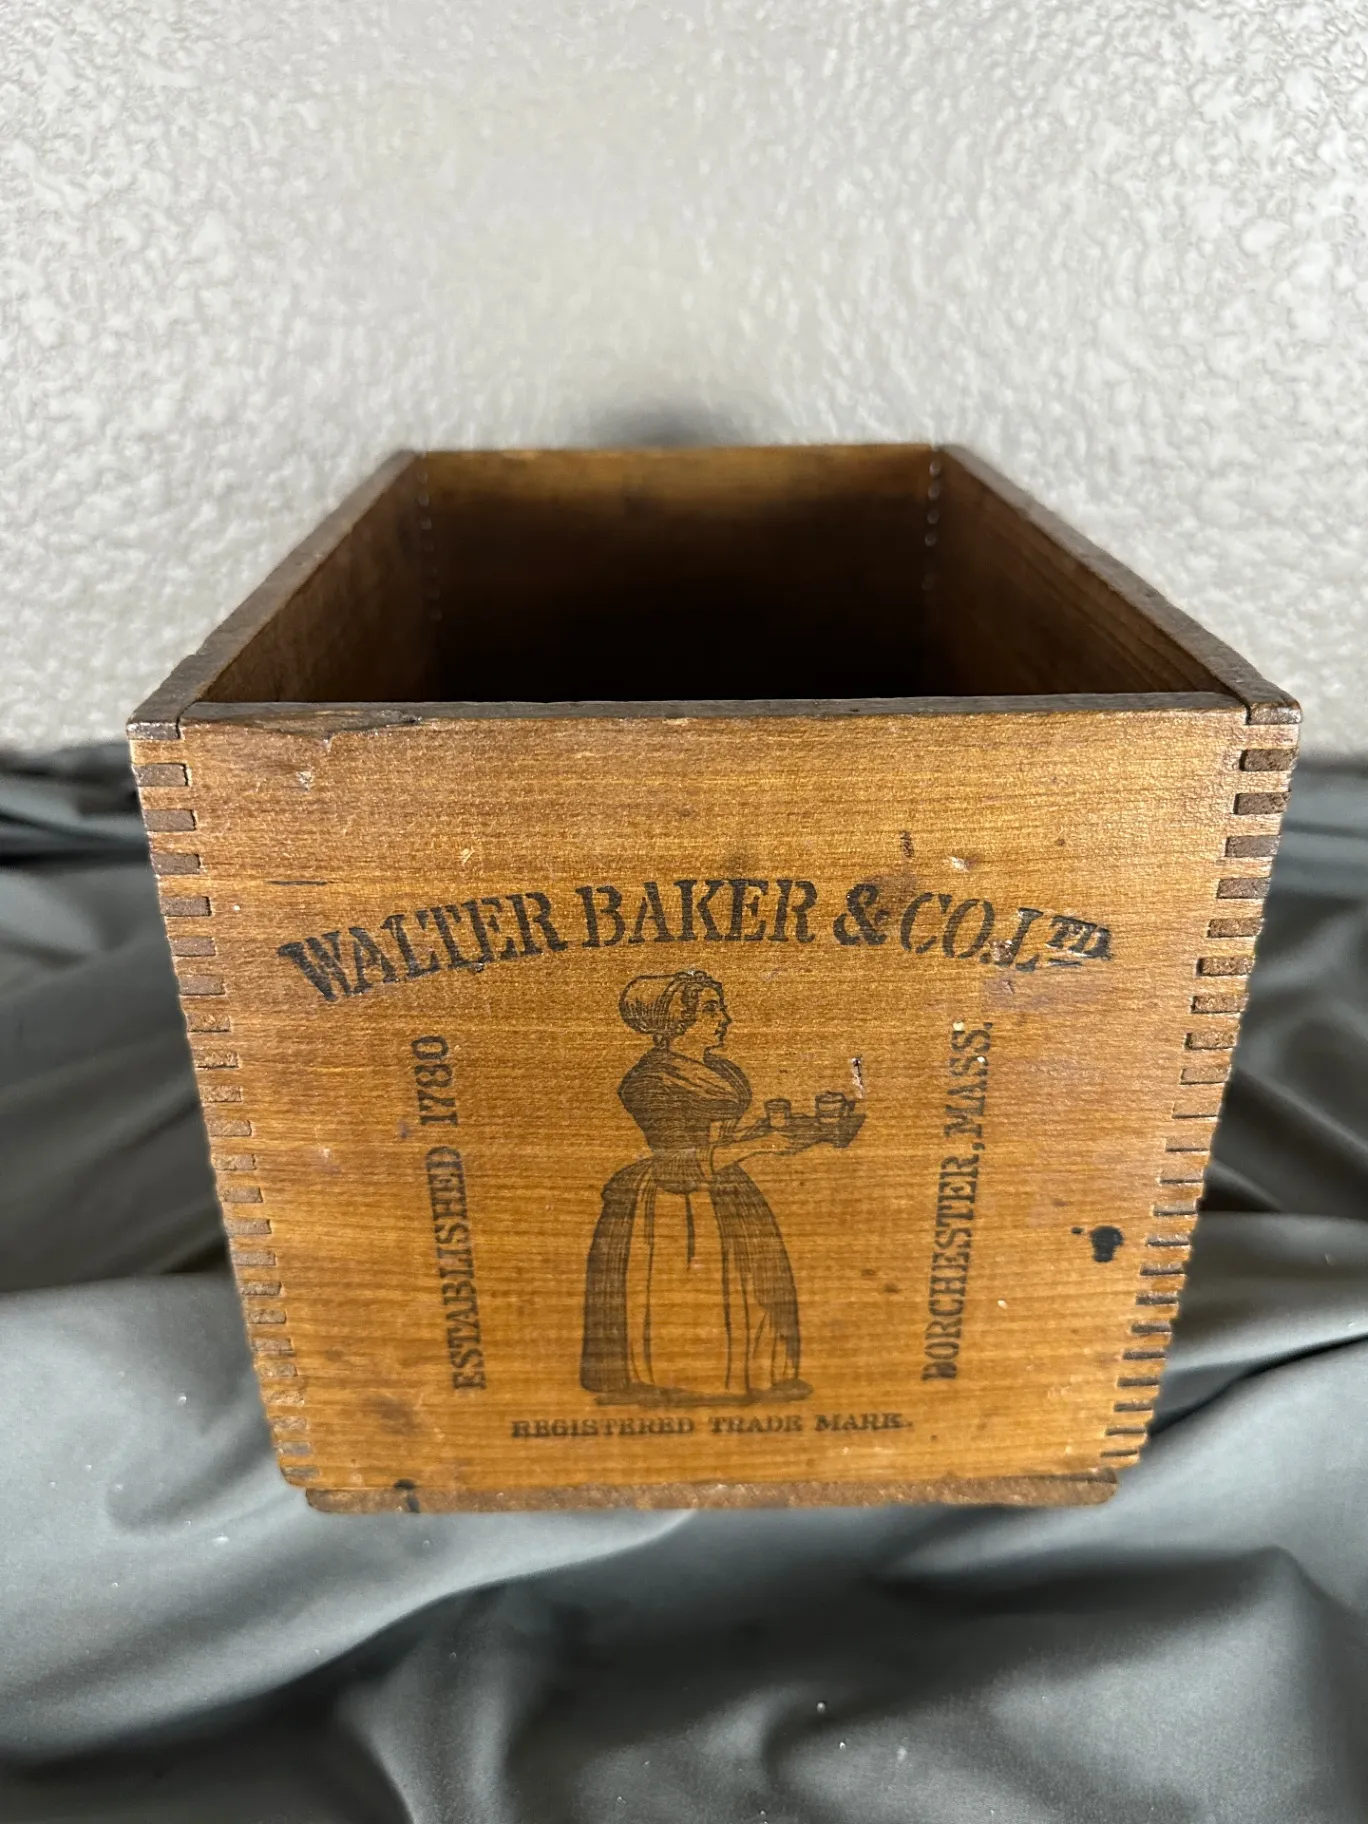 WALTER BAKER & CO. LTD
ESTABLISHED 1780
DORCHESTER, MASS.
REGISTERED TRADE MARK.